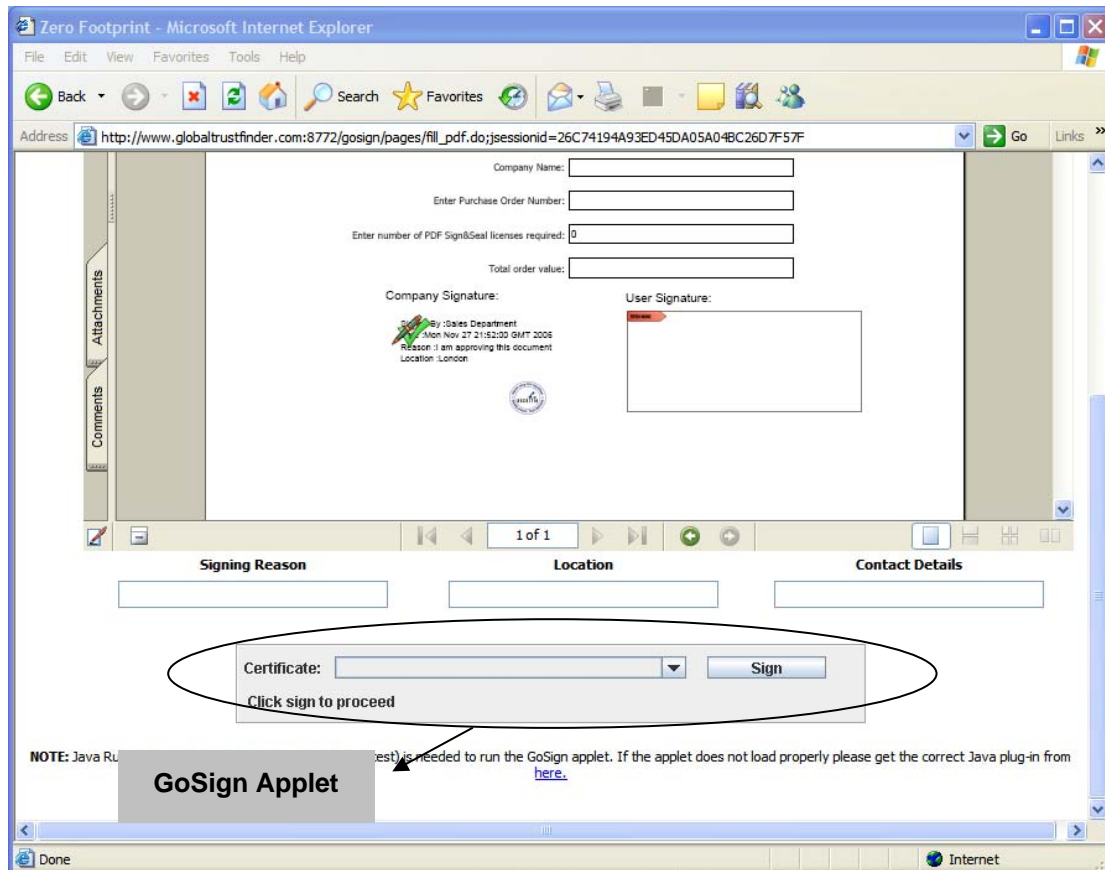 Zero Footprint - Microsoft Internet Explorer
File Edit View Favorites Tools Help
Back Search Favorites
Address http://www.globaltrustfinder.com:8772/gosign/pages/fill_pdf.do;jsessionid=26C74194A93ED45DA05A04BC26D7F57F Go Links »
Company Name:
Enter Purchase Order Number:
Enter number of PDF Sign&Seal licenses required: 0
Total order value:
Attachments
Comments
Company Signature:
User Signature:
By :Sales Department
:Mon Nov 27 21:52:00 GMT 2006
Reason :I am approving this document
Location :London
1 of 1
Signing Reason Location Contact Details
Certificate: Sign
Click sign to proceed
NOTE: Java Ru test) is needed to run the GoSign applet. If the applet does not load properly please get the correct Java plug-in from
here.
GoSign Applet
Done Internet